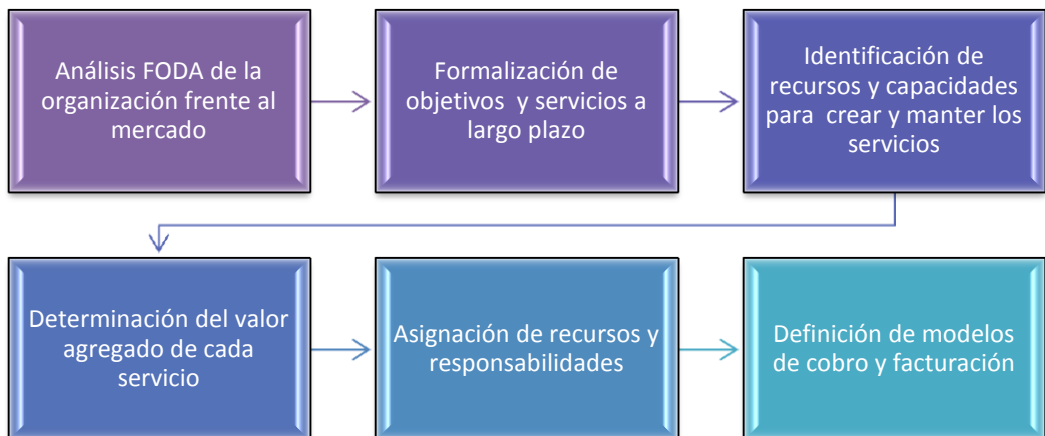 Análisis FODA de la
organización frente al
mercado
Formalización de
objetivos y servicios a
largo plazo
Identificación de
recursos y capacidades
para crear y manter los
servicios
Determinación del valor
agregado de cada
servicio
Asignación de recursos y
responsabilidades
Definición de modelos
de cobro y facturación